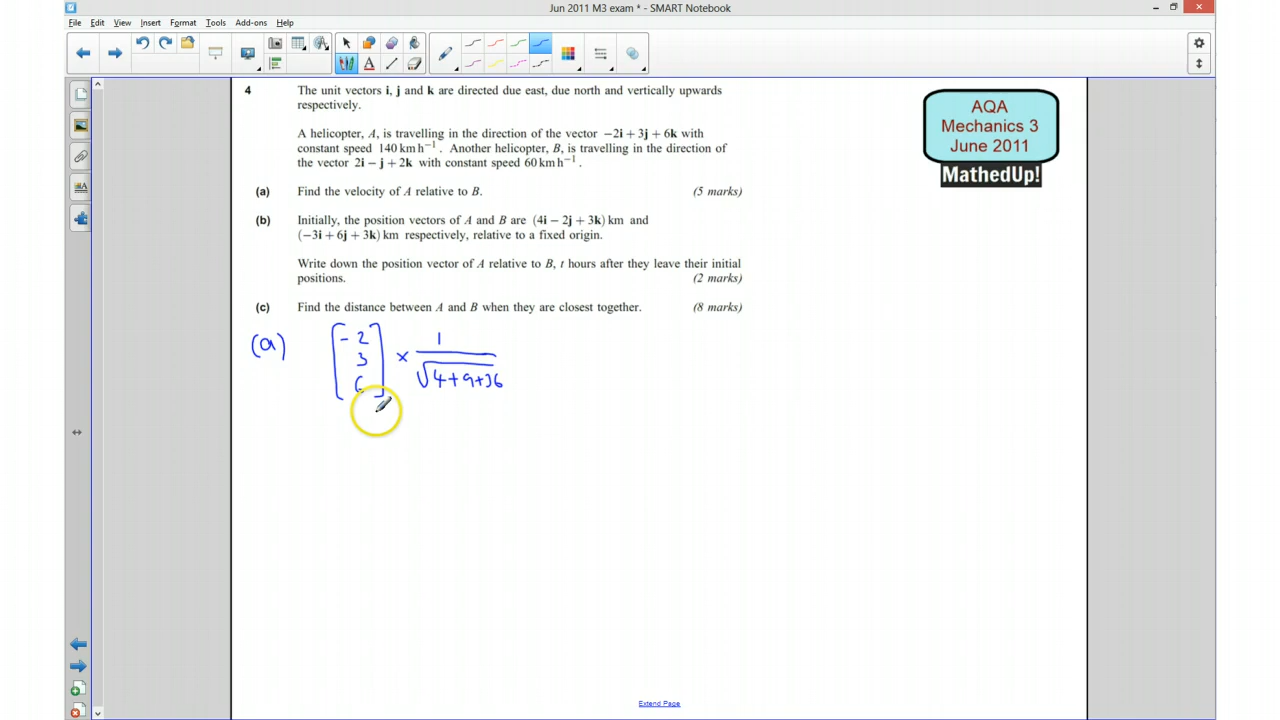 Jun 2011 M3 exam * - SMART Notebook
File Edit View Insert Format Tools Add-ons Help
4 The unit vectors i, j and k are directed due east, due north and vertically upwards
respectively.
AQA
Mechanics 3
June 2011
MathedUp!
A helicopter, A, is travelling in the direction of the vector −2i + 3j + 6k with
constant speed 140 km h⁻¹. Another helicopter, B, is travelling in the direction of
the vector 2i − j + 2k with constant speed 60 km h⁻¹.
(a) Find the velocity of A relative to B. (5 marks)
(b) Initially, the position vectors of A and B are (4i − 2j + 3k) km and
(−3i + 6j + 3k) km respectively, relative to a fixed origin.
Write down the position vector of A relative to B, t hours after they leave their initial
positions. (2 marks)
(c) Find the distance between A and B when they are closest together. (8 marks)
(a) [-2 3 6] × 1/√4+9+36
Extend Page